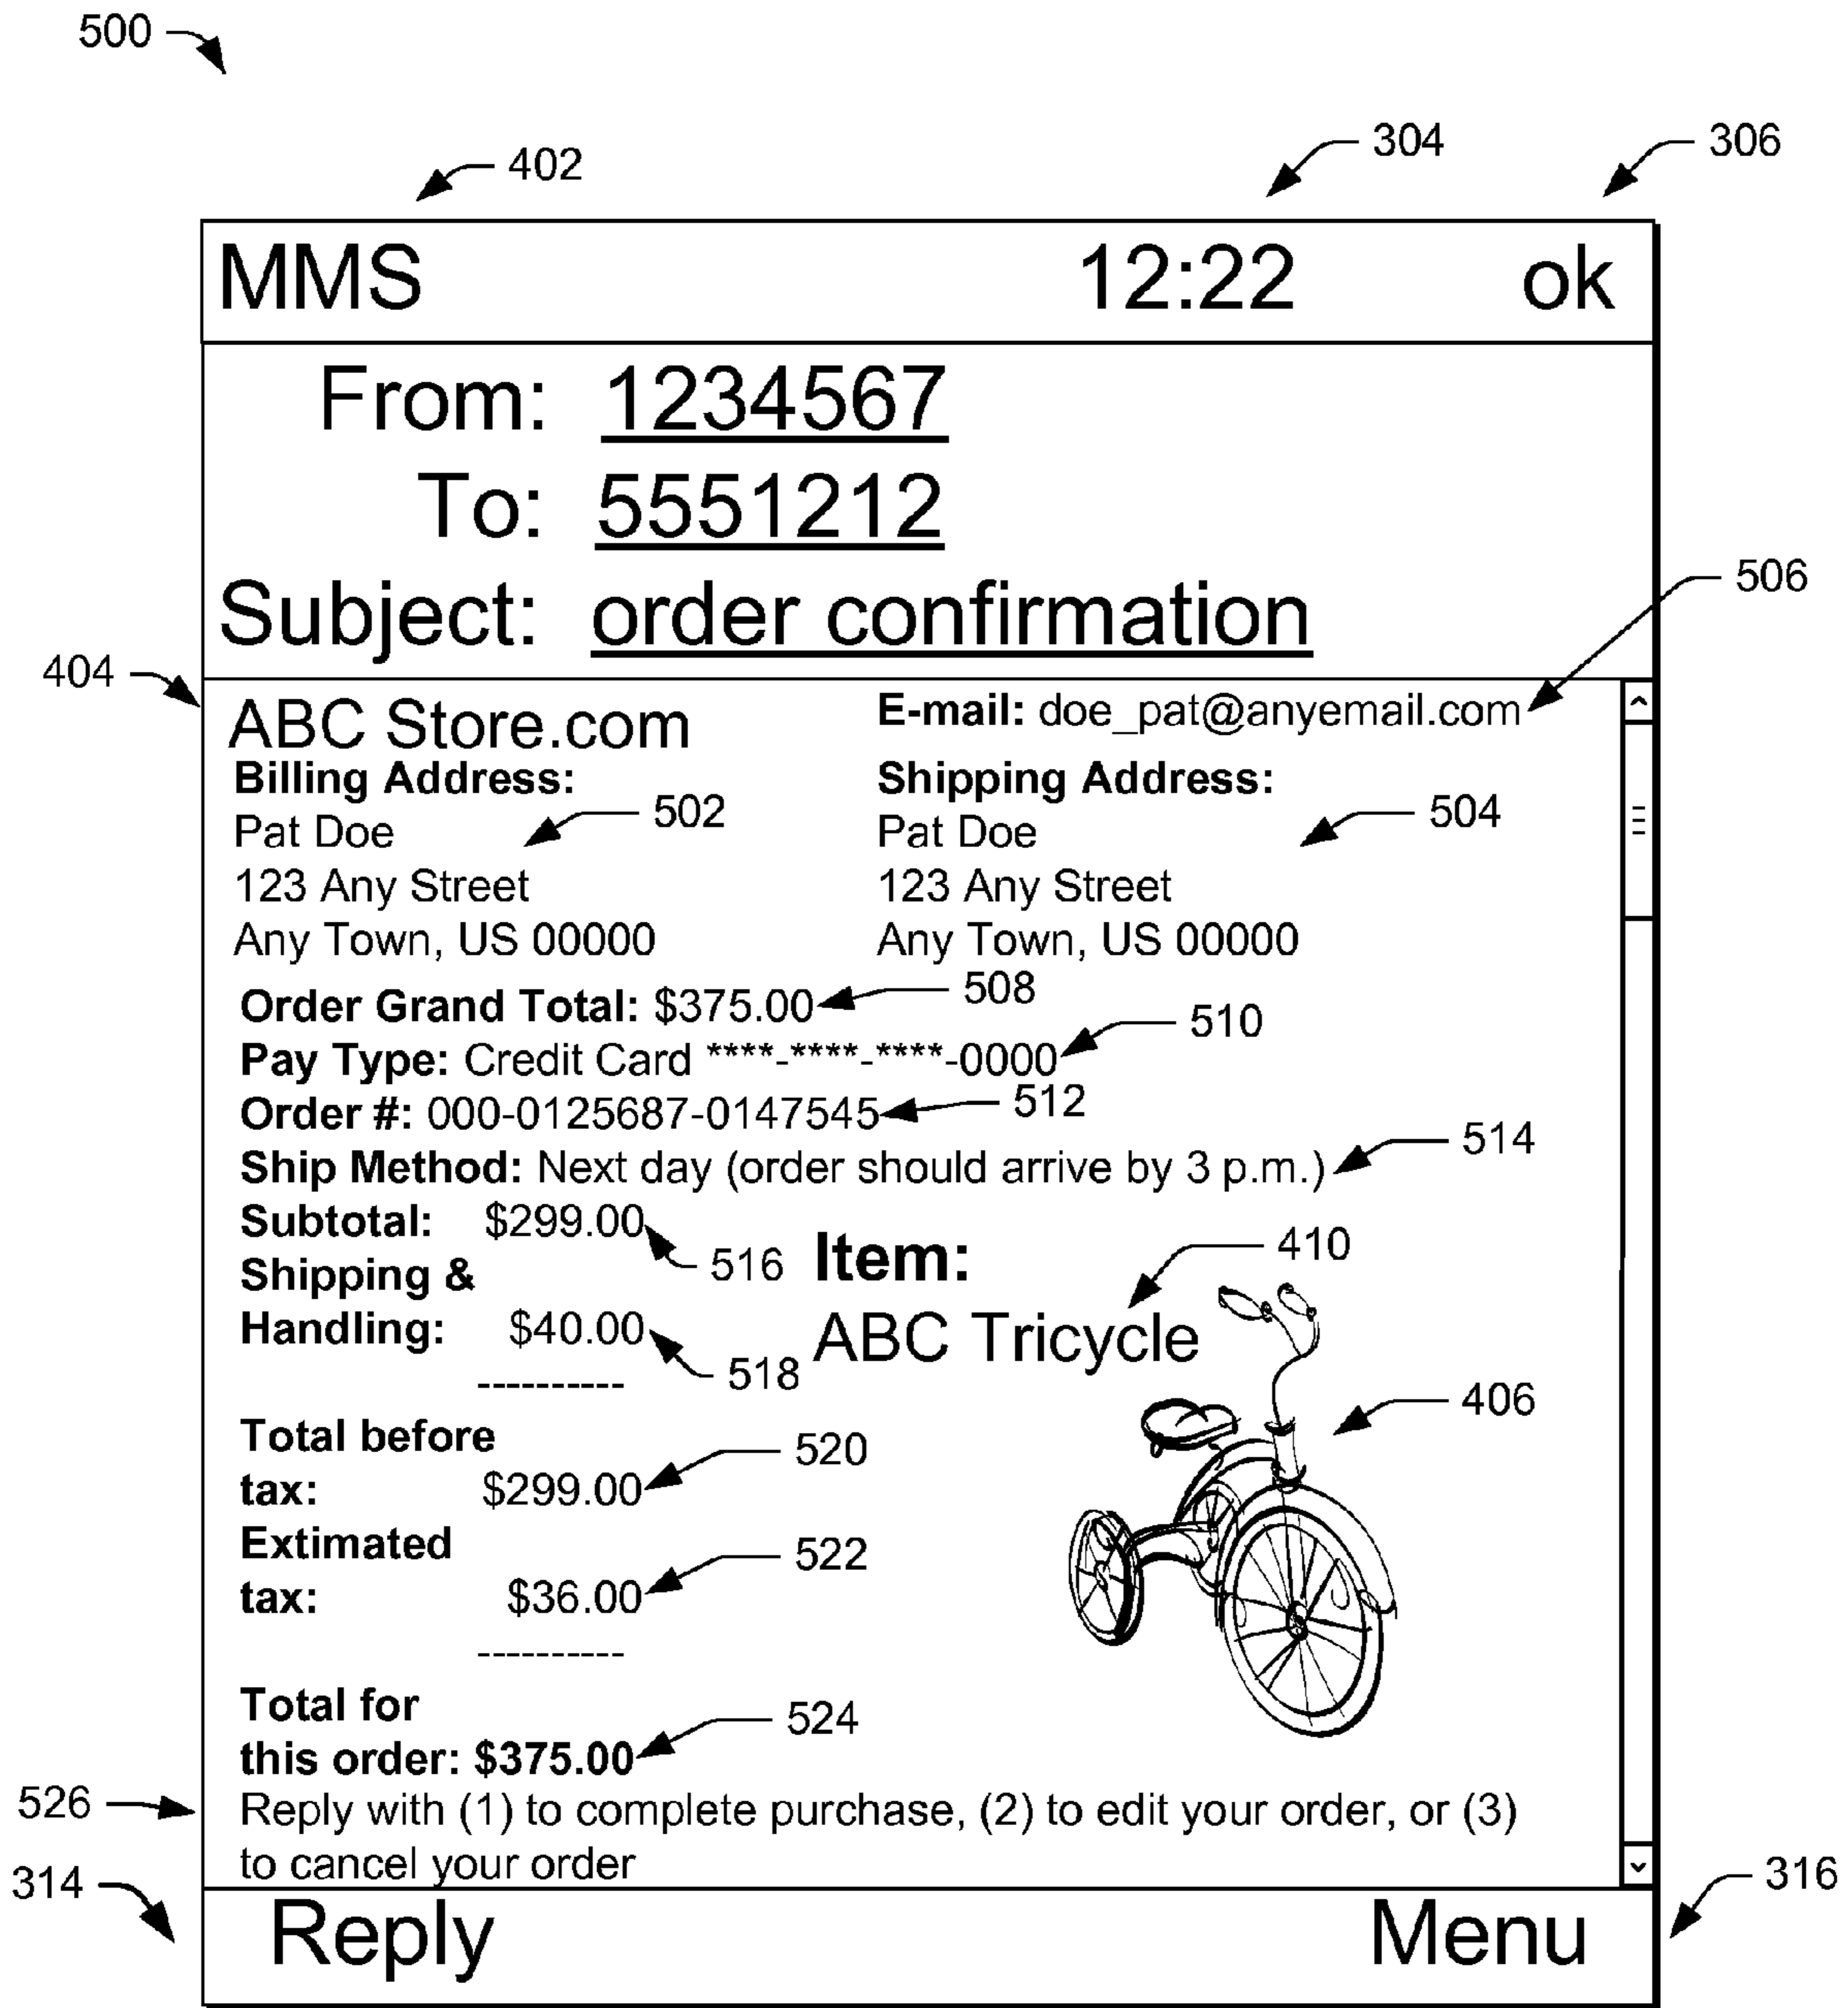 500
402
304
306
MMS 12:22 ok
From: 1234567
To: 5551212
Subject: order confirmation
506
404
ABC Store.com
E-mail: doe_pat@anyemail.com
Billing Address:
502
Pat Doe
123 Any Street
Any Town, US 00000
Shipping Address:
504
Pat Doe
123 Any Street
Any Town, US 00000
Order Grand Total: $375.00 508
Pay Type: Credit Card ****-****-****-0000 510
Order #: 000-0125687-0147545 512
Ship Method: Next day (order should arrive by 3 p.m.) 514
Subtotal: $299.00
516
Shipping &
Handling: $40.00
518
----------
Total before
tax: $299.00
520
Extimated
tax: $36.00
522
----------
Total for
this order: $375.00
524
Item:
410
ABC Tricycle
406
526
Reply with (1) to complete purchase, (2) to edit your order, or (3)
to cancel your order
314
316
Reply Menu